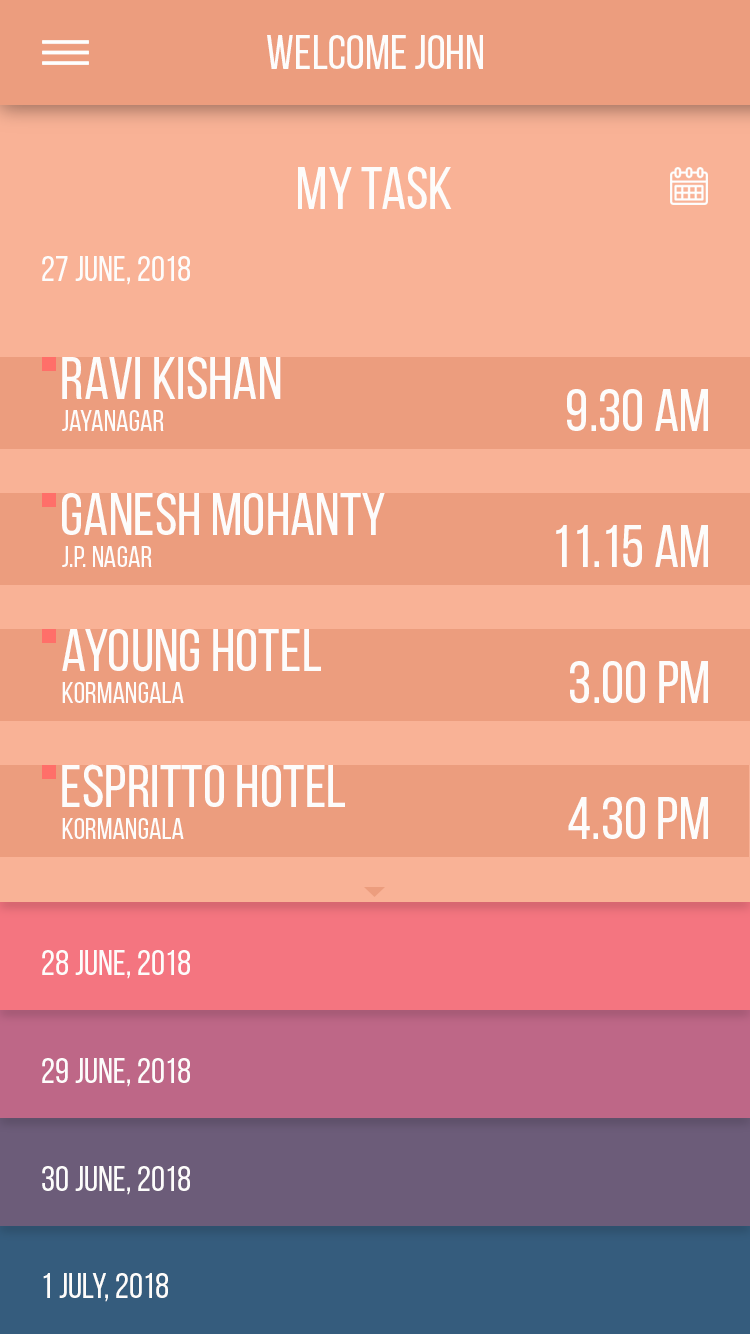 WELCOME JOHN
MY TASK
27 JUNE, 2018
RAVI KISHAN
JAYANAGAR
9.30 AM
GANESH MOHANTY
J.P. NAGAR
11.15 AM
AYOUNG HOTEL
KORMANGALA
3.00 PM
ESPRITTO HOTEL
KORMANGALA
4.30 PM
28 JUNE, 2018
29 JUNE, 2018
30 JUNE, 2018
1 JULY, 2018